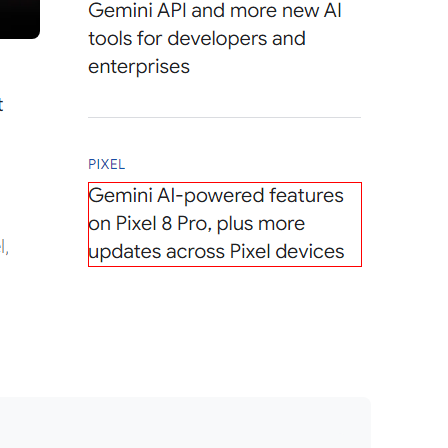 Gemini API and more new AI
tools for developers and
enterprises
PIXEL
Gemini AI-powered features
on Pixel 8 Pro, plus more
updates across Pixel devices